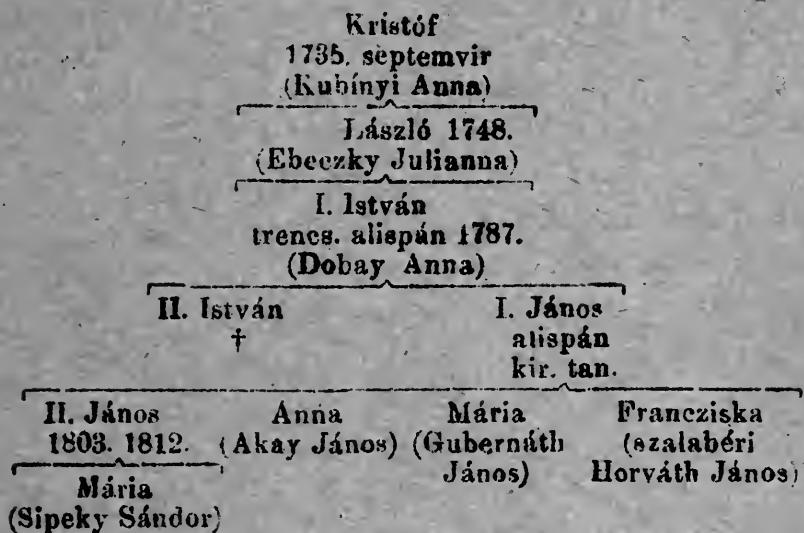 Kristóf
1735. septemvir
(Kubínyi Anna)
László 1748.
(Ebeczky Julianna)
I. István
trencs. alispán 1787.
(Dobay Anna)
II. István I. János
† alispán
kir. tan.
II. János Anna Mária Francziska
1803. 1812. (Akay János) (Gubernáth (szalabéri
János) Horváth János)
Mária
(Sipeky Sándor)